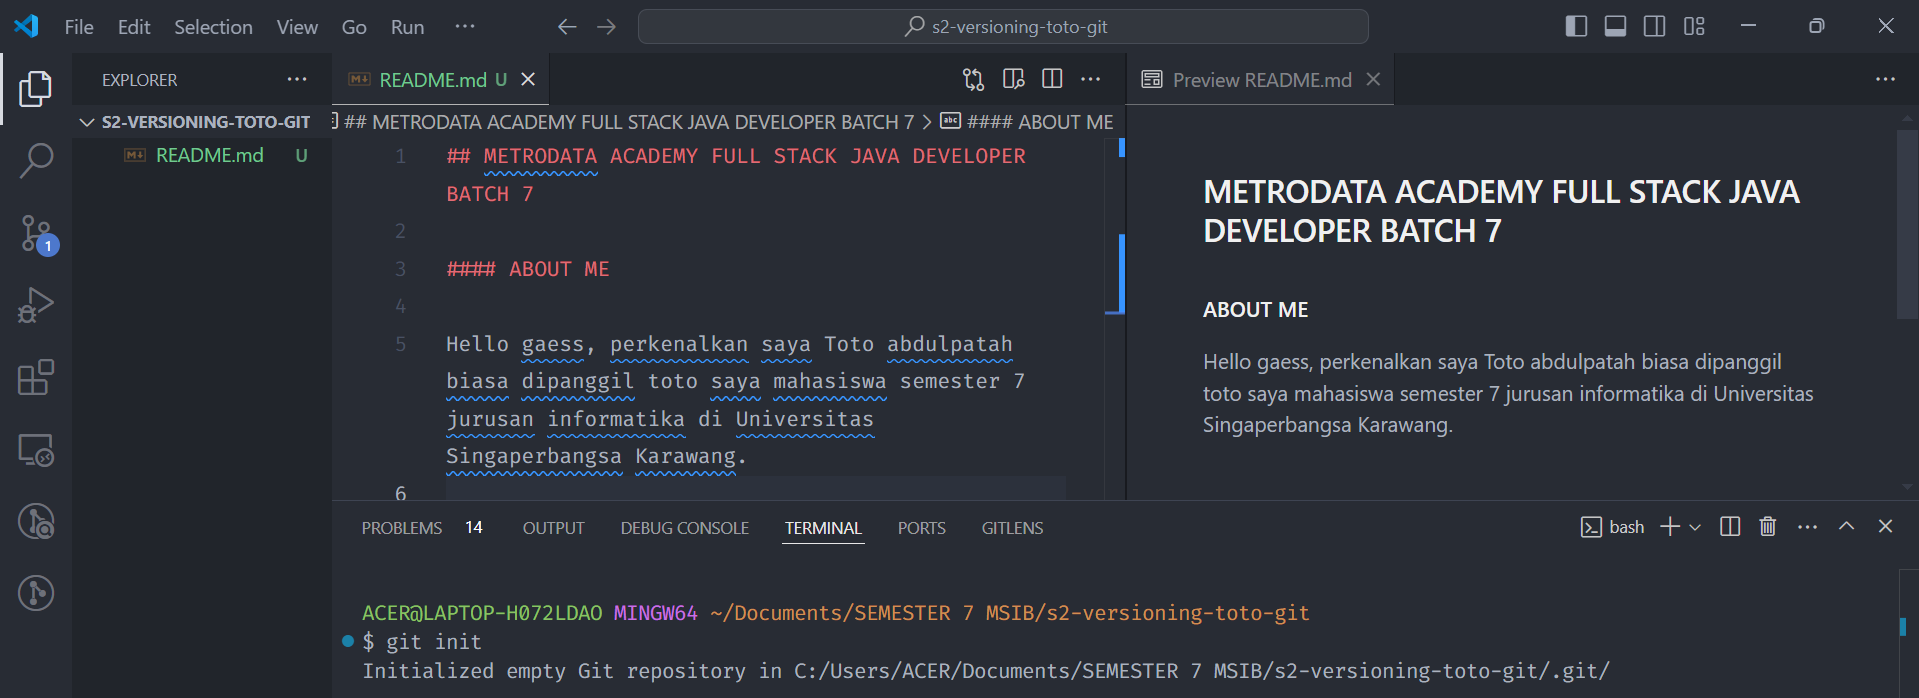 File Edit Selection View Go Run ··· s2-versioning-toto-git
EXPLORER
S2-VERSIONING-TOTO-GIT
README.md U
README.md U
Preview README.md
## METRODATA ACADEMY FULL STACK JAVA DEVELOPER BATCH 7 > #### ABOUT ME
1 ## METRODATA ACADEMY FULL STACK JAVA DEVELOPER
BATCH 7
2
3 #### ABOUT ME
4
5 Hello gaess, perkenalkan saya Toto abdulpatah
biasa dipanggil toto saya mahasiswa semester 7
jurusan informatika di Universitas
Singaperbangsa Karawang.
6
METRODATA ACADEMY FULL STACK JAVA
DEVELOPER BATCH 7
ABOUT ME
Hello gaess, perkenalkan saya Toto abdulpatah biasa dipanggil
toto saya mahasiswa semester 7 jurusan informatika di Universitas
Singaperbangsa Karawang.
1
PROBLEMS 14 OUTPUT DEBUG CONSOLE TERMINAL PORTS GITLENS bash
ACER@LAPTOP-H072LDAO MINGW64 ~/Documents/SEMESTER 7 MSIB/s2-versioning-toto-git
$ git init
Initialized empty Git repository in C:/Users/ACER/Documents/SEMESTER 7 MSIB/s2-versioning-toto-git/.git/